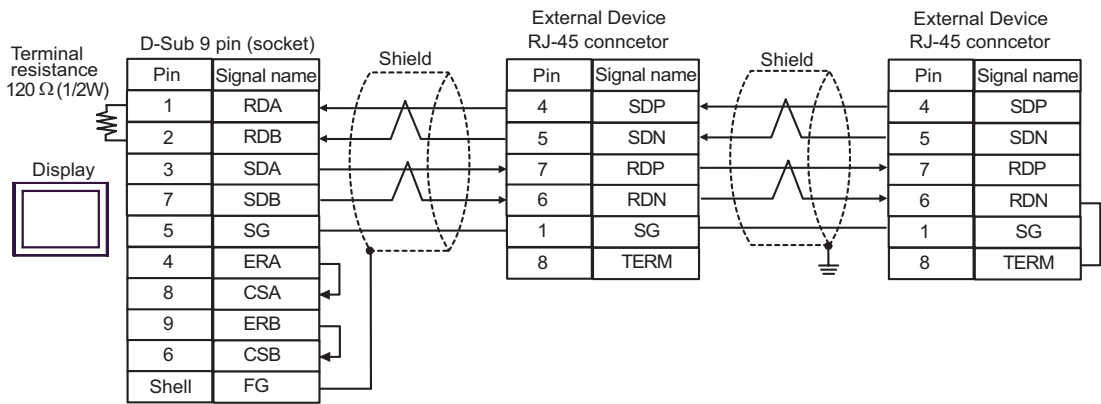 Terminal
resistance
120 Ω (1/2W)
Display
D-Sub 9 pin (socket)
Pin Signal name
1 RDA
2 RDB
3 SDA
7 SDB
5 SG
4 ERA
8 CSA
9 ERB
6 CSB
Shell FG
Shield
External Device
RJ-45 conncetor
Pin Signal name
4 SDP
5 SDN
7 RDP
6 RDN
1 SG
8 TERM
Shield
External Device
RJ-45 conncetor
Pin Signal name
4 SDP
5 SDN
7 RDP
6 RDN
1 SG
8 TERM